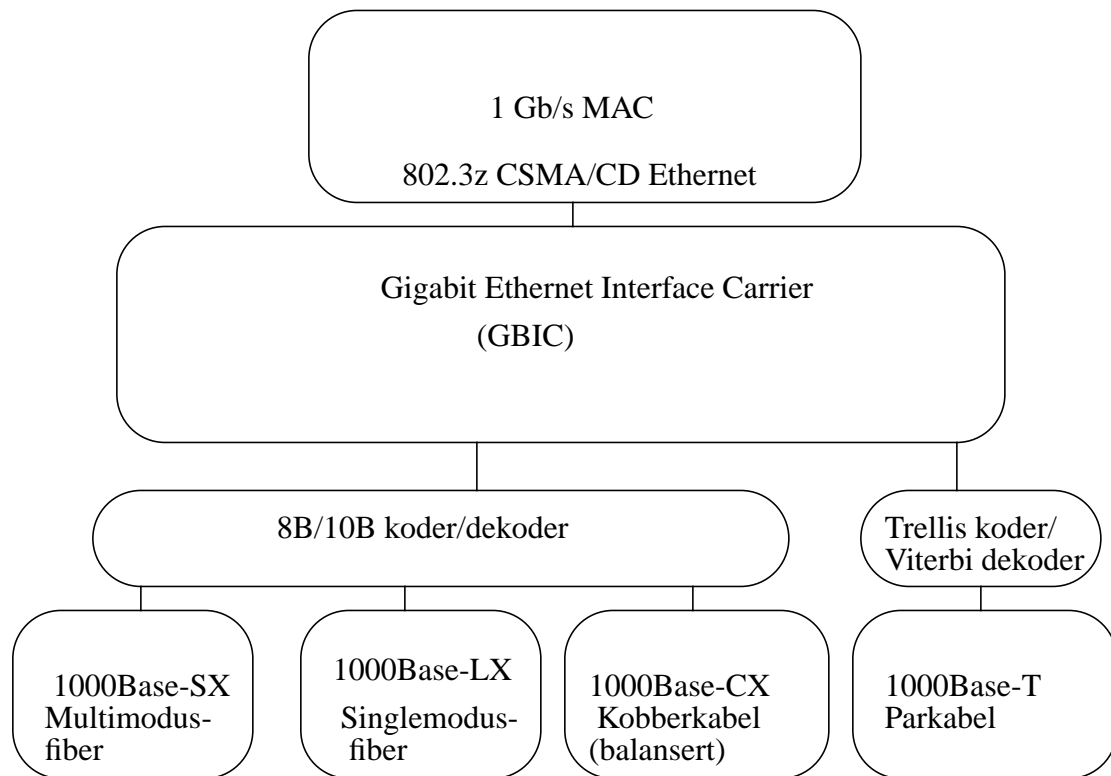 1 Gb/s MAC
802.3z CSMA/CD Ethernet
Gigabit Ethernet Interface Carrier
(GBIC)
8B/10B koder/dekoder
Trellis koder/
Viterbi dekoder
1000Base-SX
Multimodus-
fiber
1000Base-LX
Singlemodus-
fiber
1000Base-CX
Kobberkabel
(balansert)
1000Base-T
Parkabel